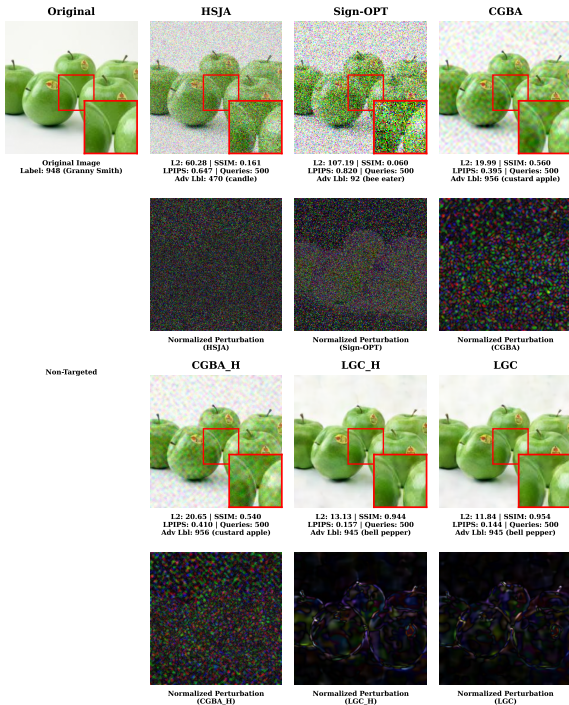 Original
HSJA
Sign-OPT
CGBA
Original Image
Label: 948 (Granny Smith)
L2: 60.28 | SSIM: 0.161
LPIPS: 0.647 | Queries: 500
Adv Lbl: 470 (candle)
L2: 107.19 | SSIM: 0.060
LPIPS: 0.820 | Queries: 500
Adv Lbl: 92 (bee eater)
L2: 19.99 | SSIM: 0.560
LPIPS: 0.395 | Queries: 500
Adv Lbl: 956 (custard apple)
Normalized Perturbation
(HSJA)
Normalized Perturbation
(Sign-OPT)
Normalized Perturbation
(CGBA)
Non-Targeted
CGBA_H
LGC_H
LGC
L2: 20.65 | SSIM: 0.540
LPIPS: 0.410 | Queries: 500
Adv Lbl: 956 (custard apple)
L2: 13.13 | SSIM: 0.944
LPIPS: 0.157 | Queries: 500
Adv Lbl: 945 (bell pepper)
L2: 11.84 | SSIM: 0.954
LPIPS: 0.144 | Queries: 500
Adv Lbl: 945 (bell pepper)
Normalized Perturbation
(CGBA_H)
Normalized Perturbation
(LGC_H)
Normalized Perturbation
(LGC)